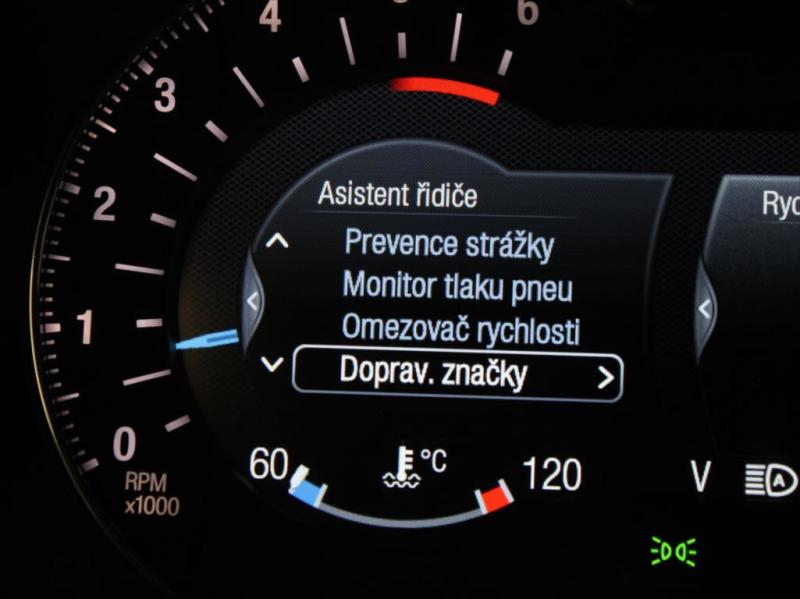 4
6
3
2
1
0
RPM
x1000
Asistent řidiče
Prevence strážky
Monitor tlaku pneu
Omezovač rychlosti
Doprav. značky
60
°C
120
Ryc
V
A